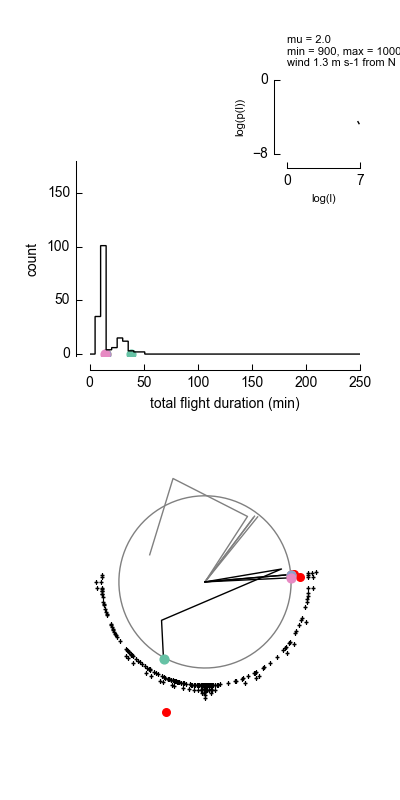 mu = 2.0
min = 900, max = 1000
wind 1.3 m s-1 from N
0
log(p(l))
−8
0 7
log(l)
150
100
50
0
count
0 50 100 150 200 250
total flight duration (min)